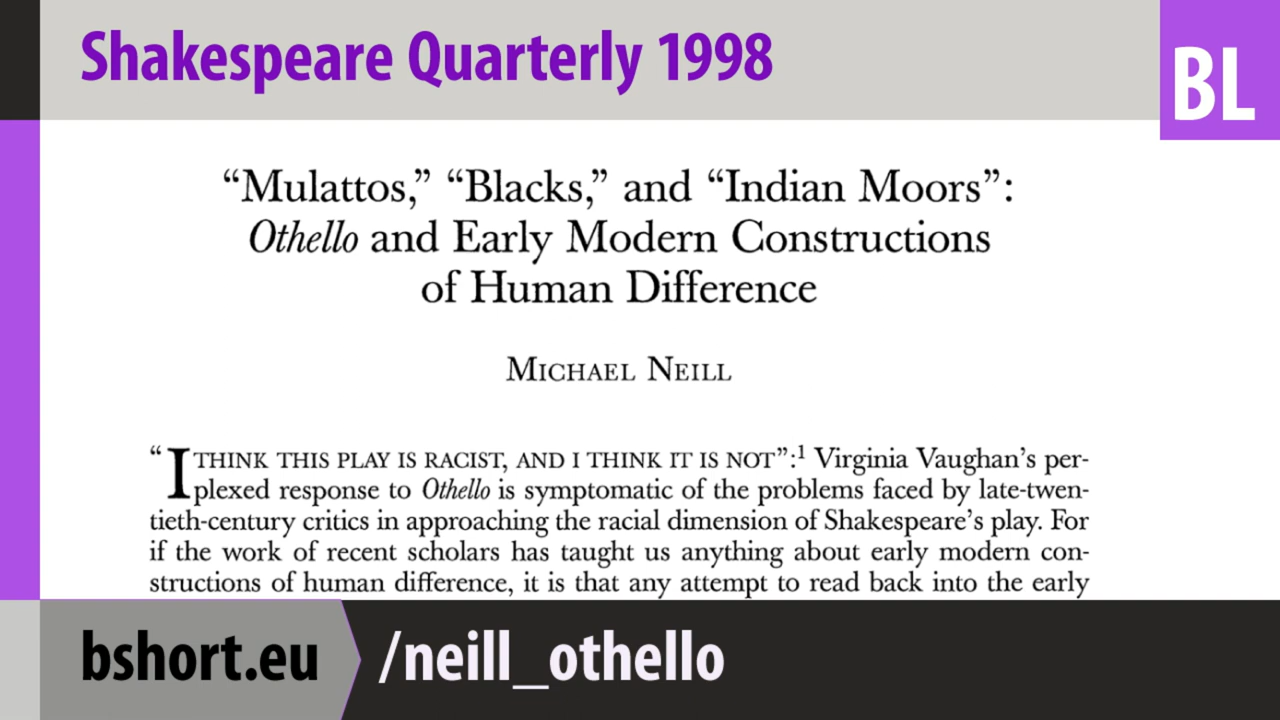 Shakespeare Quarterly 1998
BL
“Mulattos,” “Blacks,” and “Indian Moors”:
Othello and Early Modern Constructions
of Human Difference
MICHAEL NEILL
“I THINK THIS PLAY IS RACIST, AND I THINK IT IS NOT”:¹ Virginia Vaughan’s per-
plexed response to Othello is symptomatic of the problems faced by late-twen-
tieth-century critics in approaching the racial dimension of Shakespeare’s play. For
if the work of recent scholars has taught us anything about early modern con-
structions of human difference, it is that any attempt to read back into the early
bshort.eu /neill_othello